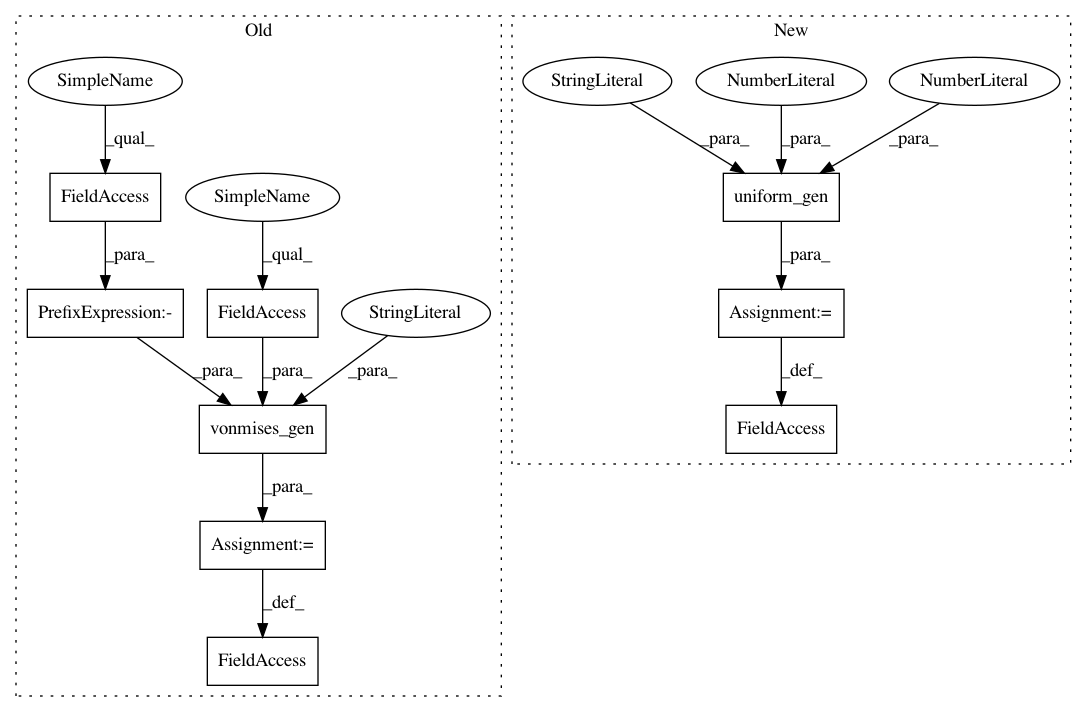 Old
New
SimpleName
StringLiteral
NumberLiteral
NumberLiteral
_qual_
_para_
_para_
_para_
FieldAccess
SimpleName
uniform_gen
_para_
_qual_
_para_
PrefixExpression:-
FieldAccess
StringLiteral
Assignment:=
_para_
_para_
_para_
_def_
vonmises_gen
FieldAccess
_para_
Assignment:=
_def_
FieldAccess